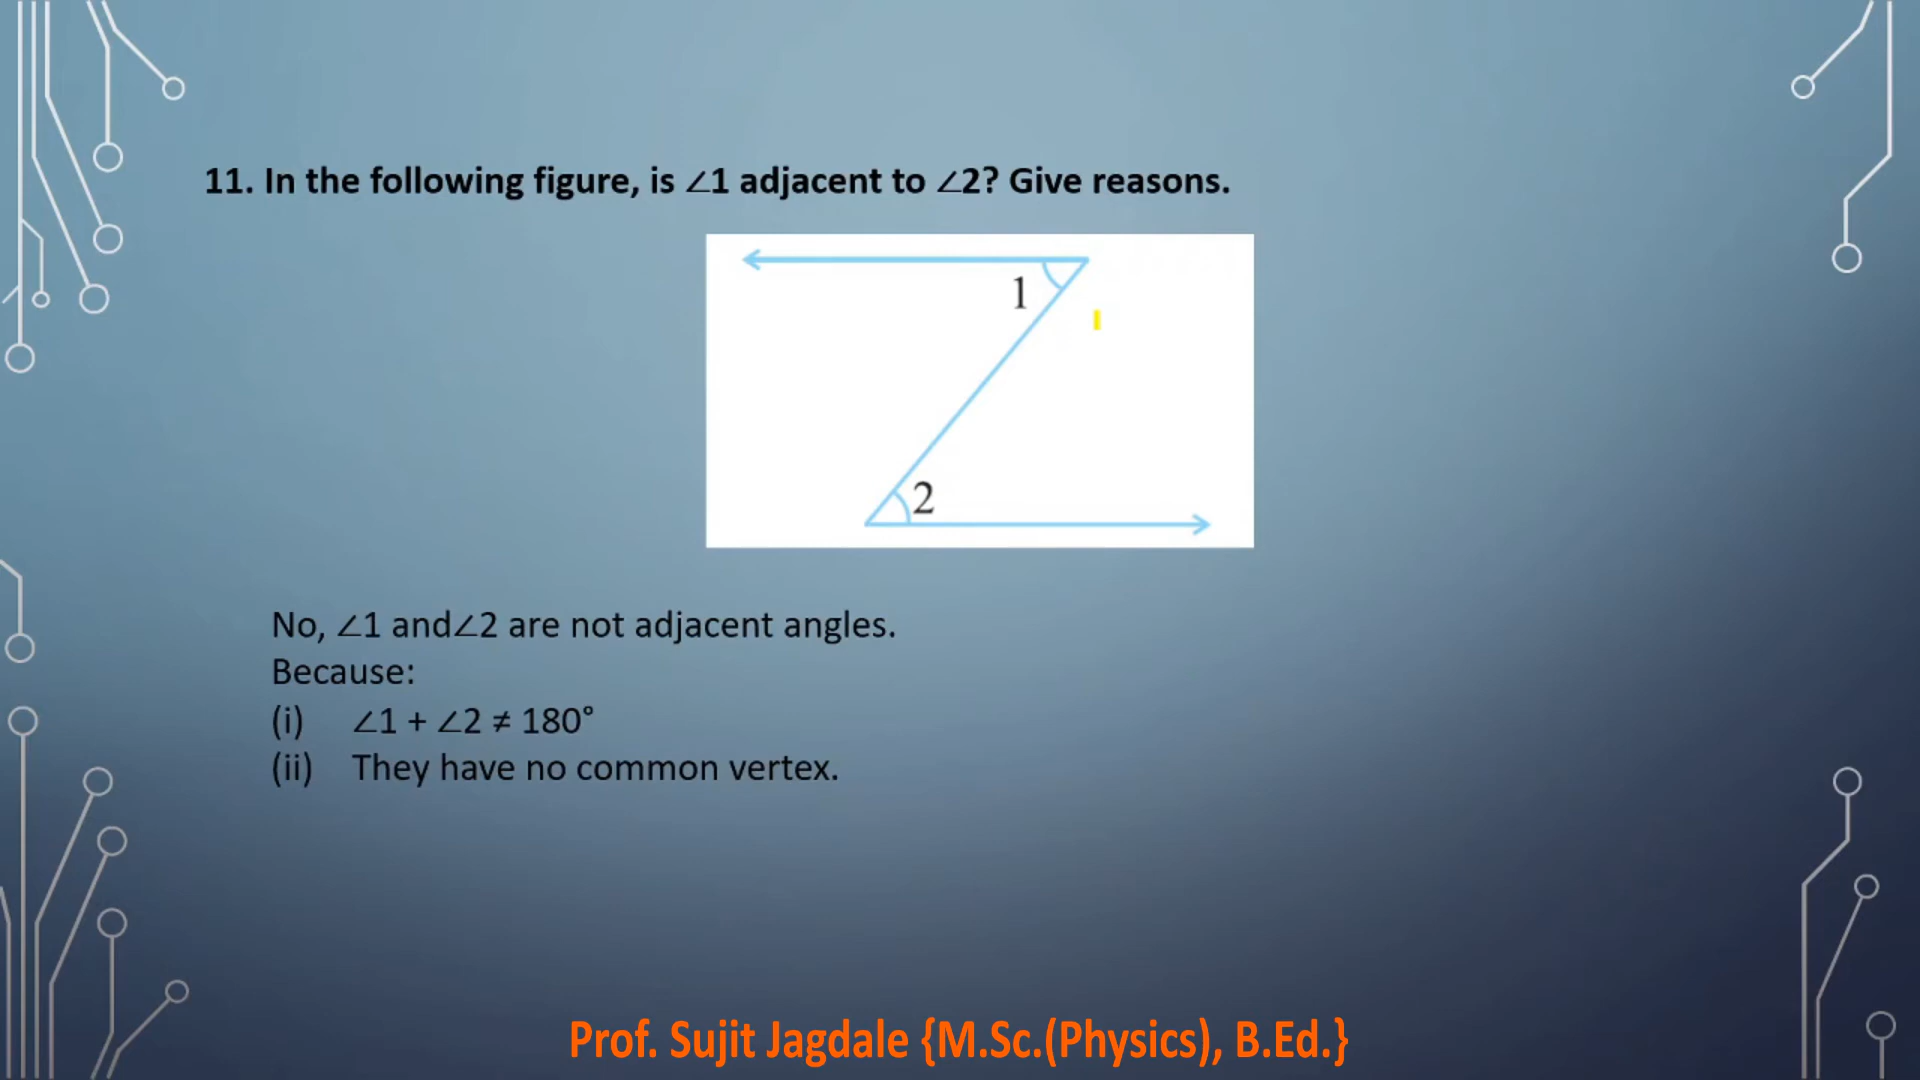 11. In the following figure, is ∠1 adjacent to ∠2? Give reasons.
1
2
No, ∠1 and∠2 are not adjacent angles.
Because:
(i) ∠1 + ∠2 ≠ 180°
(ii) They have no common vertex.
Prof. Sujit Jagdale {M.Sc.(Physics), B.Ed.}